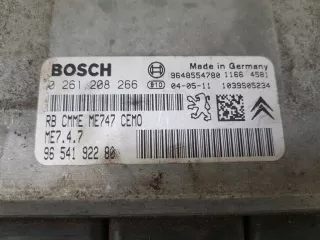 BOSCH
Made in Germany
9648554780 1166 4581
0 261 208 266
810 04-05-11 1039S05234
RB CMME ME747 CEMO
ME7.4.7
96 541 922 80